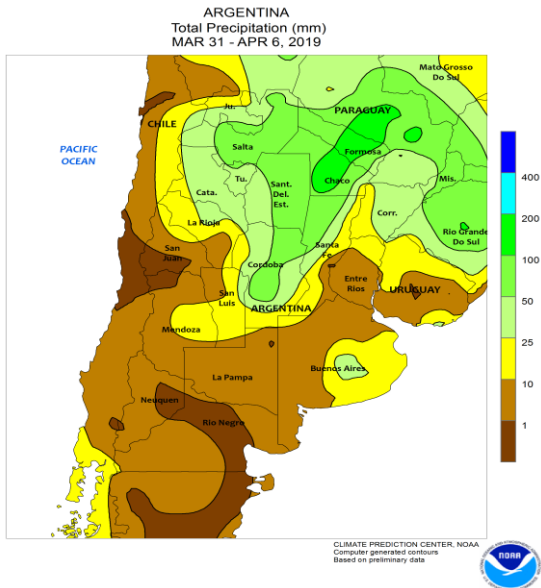 ARGENTINA
Total Precipitation (mm)
MAR 31 - APR 6, 2019
Mato Grosso
Do Sul
Ju.
PARAGUAY
CHILE
PACIFIC
OCEAN
Salta
Formosa
Tu.
Chaco
Mis.
Cata.
Sant.
Del.
Est.
Corr.
La Rioja
Rio Grande
Do Sul
San
Juan
Santa
Fe
Cordoba
Entre
Rios
URUGUAY
San
Luis
ARGENTINA
Mendoza
Buenos Aires
La Pampa
Neuquen
Rio Negro
400
200
100
50
25
10
1
CLIMATE PREDICTION CENTER, NOAA
Computer generated contours
Based on preliminary data
NOAA